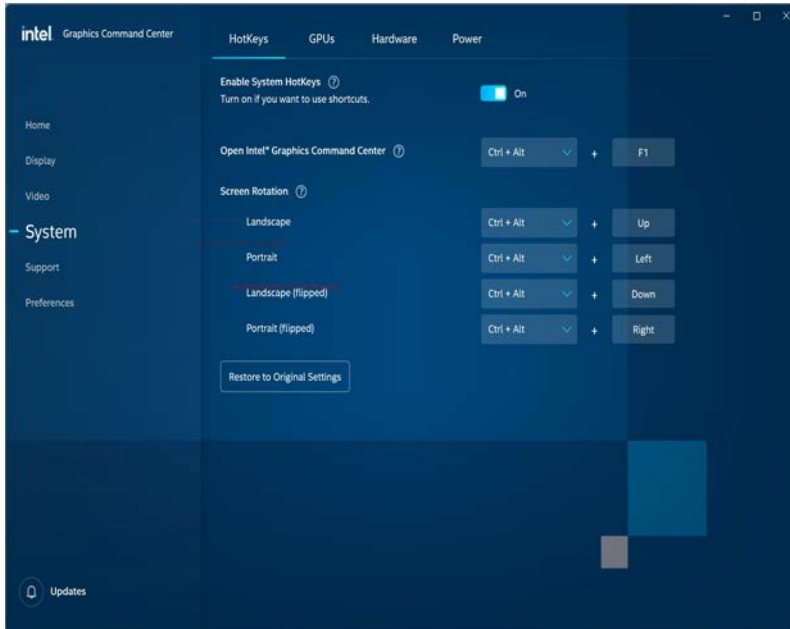 intel. Graphics Command Center
HotKeys GPUs Hardware Power
Enable System HotKeys ?
Turn on if you want to use shortcuts.
On
Home
Display
Video
System
Support
Preferences
Open Intel® Graphics Command Center ?
Ctrl + Alt + F1
Screen Rotation ?
Landscape Ctrl + Alt + Up
Portrait Ctrl + Alt + Left
Landscape (flipped) Ctrl + Alt + Down
Portrait (flipped) Ctrl + Alt + Right
Restore to Original Settings
Updates